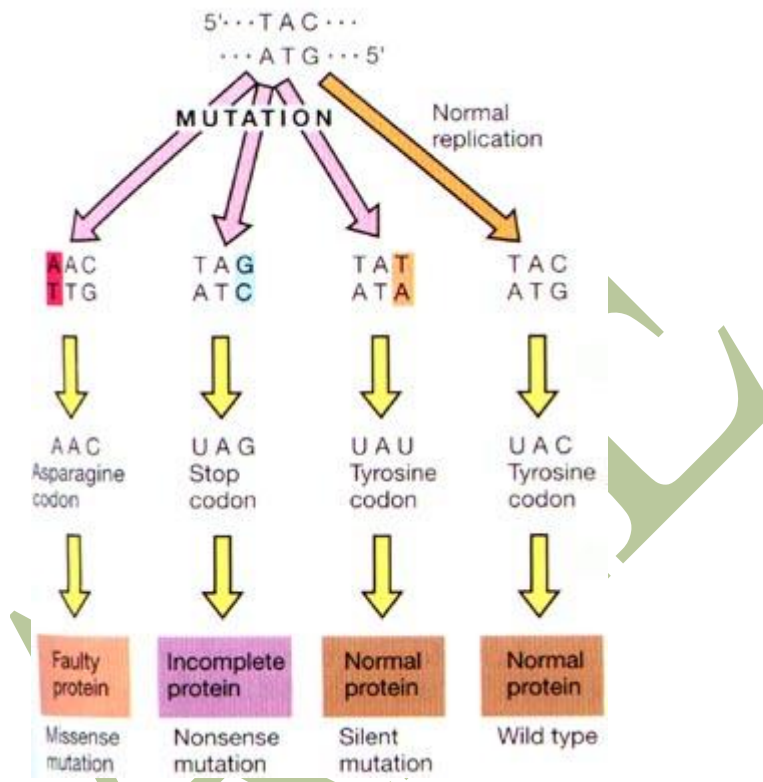 5'···TAC···
···ATG···5'
MUTATION
Normal
replication
AAC
TTG
TAG
ATC
TAT
ATA
TAC
ATG
AAC
Asparagine
codon
UAG
Stop
codon
UAU
Tyrosine
codon
UAC
Tyrosine
codon
Faulty
protein
Incomplete
protein
Normal
protein
Normal
protein
Missense
mutation
Nonsense
mutation
Silent
mutation
Wild type